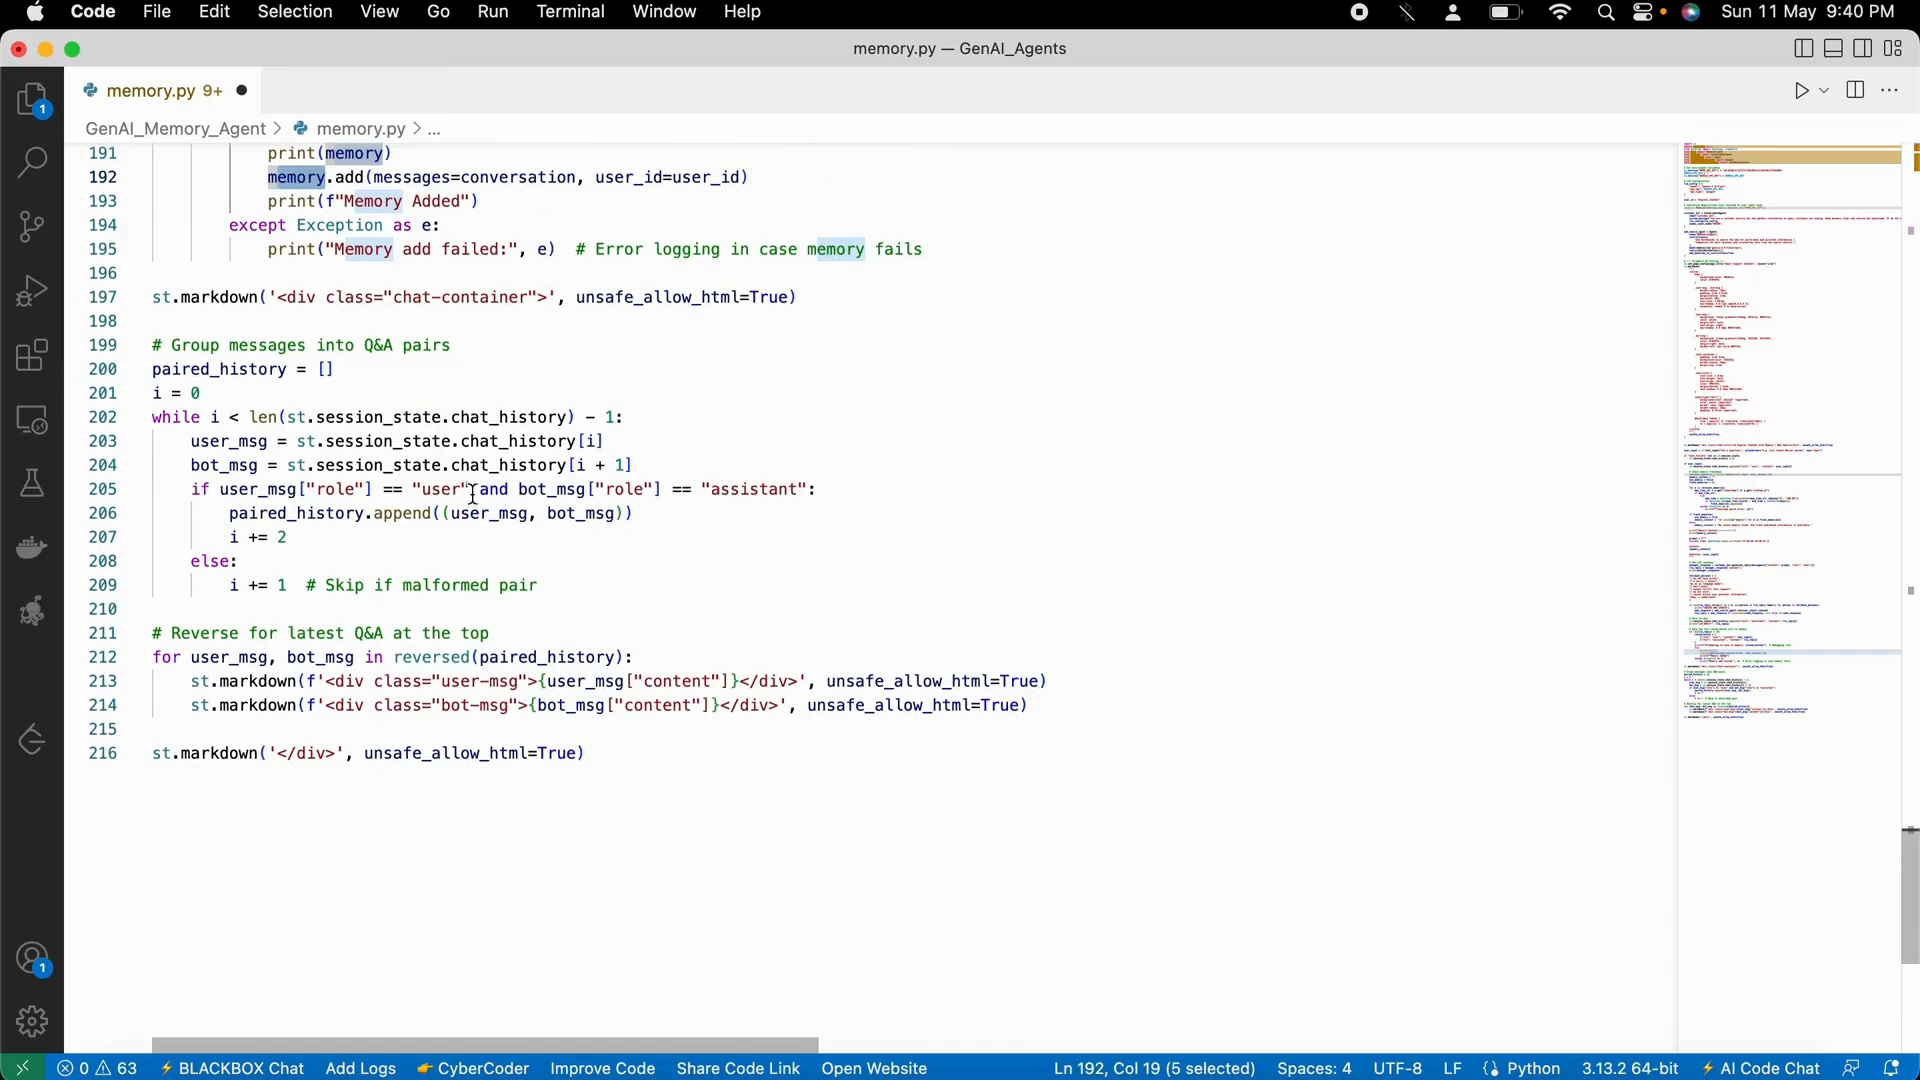 Code File Edit Selection View Go Run Terminal Window Help Sun 11 May 9:40 PM
memory.py — GenAI_Agents
memory.py 9+
GenAI_Memory_Agent > memory.py > ...
191 print(memory)
192 memory.add(messages=conversation, user_id=user_id)
193 print(f"Memory Added")
194 except Exception as e:
195 print("Memory add failed:", e) # Error logging in case memory fails
196
197 st.markdown('<div class="chat-container">', unsafe_allow_html=True)
198
199 # Group messages into Q&A pairs
200 paired_history = []
201 i = 0
202 while i < len(st.session_state.chat_history) - 1:
203 user_msg = st.session_state.chat_history[i]
204 bot_msg = st.session_state.chat_history[i + 1]
205 if user_msg["role"] == "user" and bot_msg["role"] == "assistant":
206 paired_history.append((user_msg, bot_msg))
207 i += 2
208 else:
209 i += 1 # Skip if malformed pair
210
211 # Reverse for latest Q&A at the top
212 for user_msg, bot_msg in reversed(paired_history):
213 st.markdown(f'<div class="user-msg">{user_msg["content"]}</div>', unsafe_allow_html=True)
214 st.markdown(f'<div class="bot-msg">{bot_msg["content"]}</div>', unsafe_allow_html=True)
215
216 st.markdown('</div>', unsafe_allow_html=True)
1
1
0 63 BLACKBOX Chat Add Logs CyberCoder Improve Code Share Code Link Open Website Ln 192, Col 19 (5 selected) Spaces: 4 UTF-8 LF {} Python 3.13.2 64-bit AI Code Chat